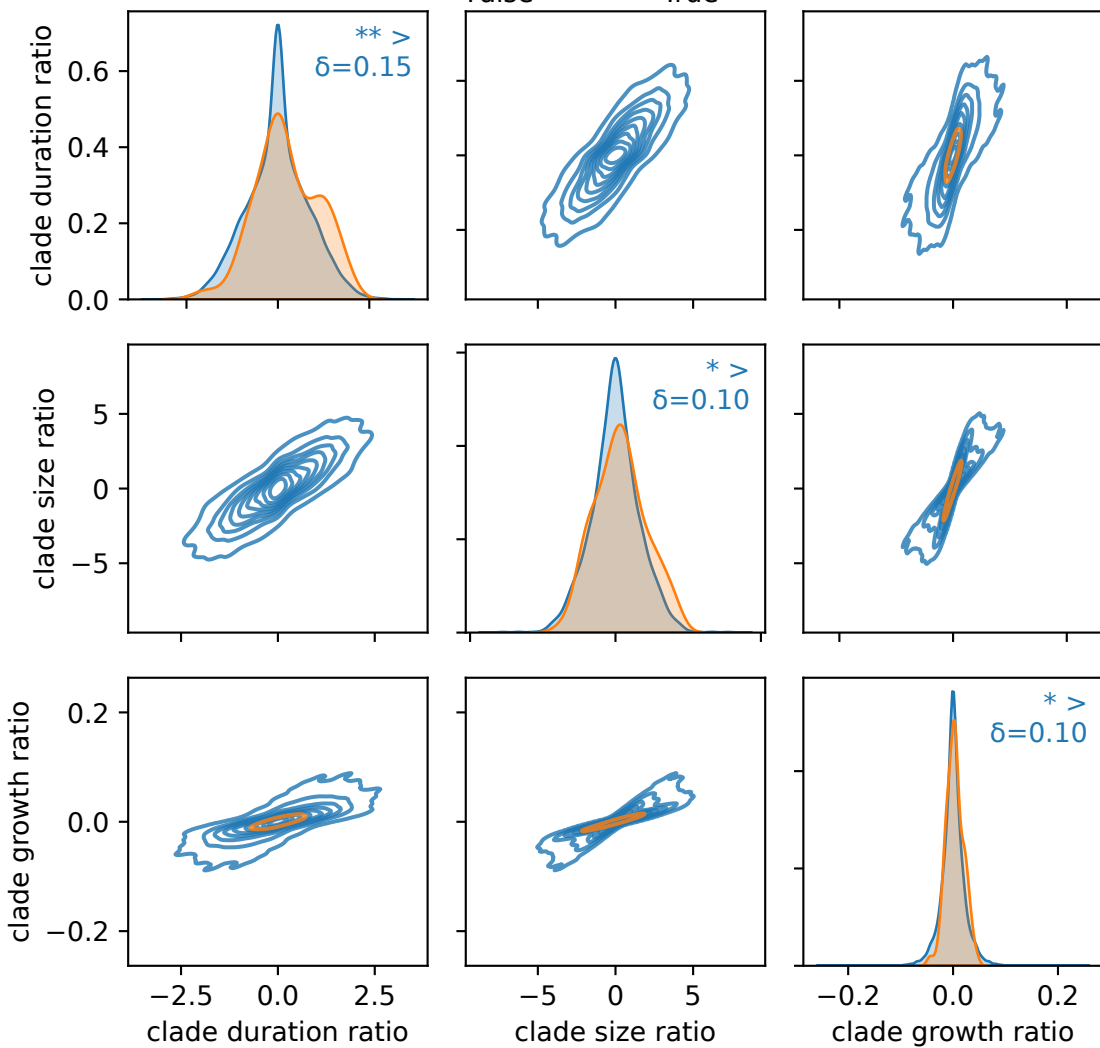 clade duration ratio
0.6
0.4
0.2
0.0
** >
δ=0.15
clade size ratio
5
0
−5
* >
δ=0.10
clade growth ratio
0.2
0.0
−0.2
* >
δ=0.10
−2.5 0.0 2.5
−5 0 5
−0.2 0.0 0.2
clade duration ratio
clade size ratio
clade growth ratio